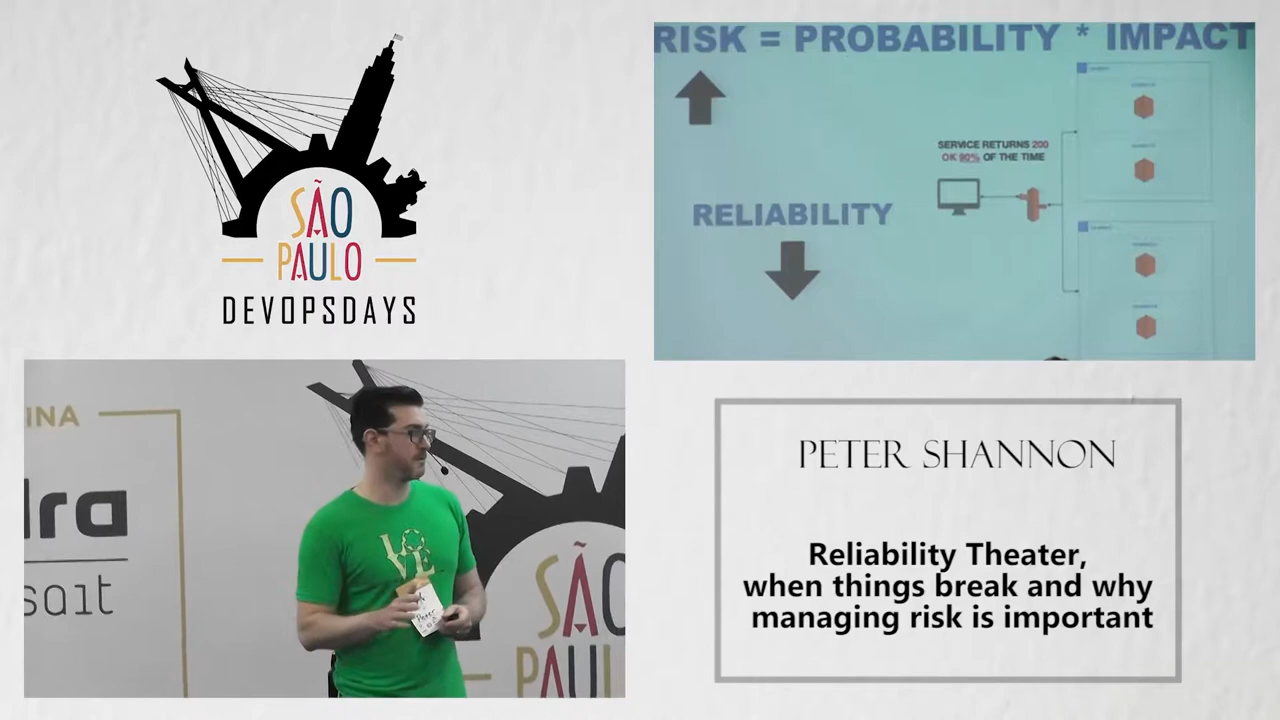 SÃO
PAULO
DEVOPSDAYS
RISK = PROBABILITY * IMPACT
SERVICE RETURNS 200
OK 90% OF THE TIME
RELIABILITY
INA
dra
sait
LOVE
SÃO
PAUL
PETER SHANNON
Reliability Theater,
when things break and why
managing risk is important